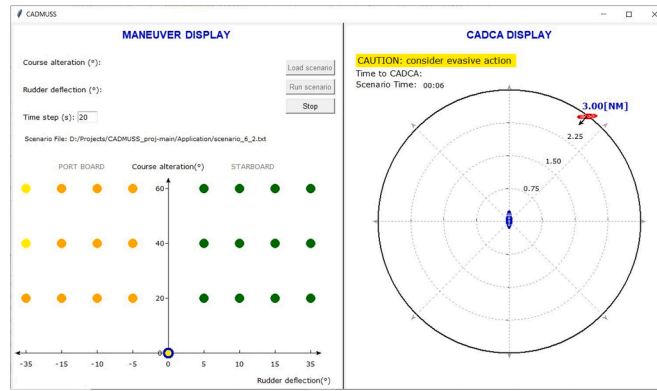 CADMUSS
MANEUVER DISPLAY
Course alteration (°):
Load scenario
Rudder deflection (°):
Run scenario
Stop
Time step (s): 20
Scenario File: D:/Projects/CADMUSS_proj-main/Application/scenario_6_2.txt
PORT BOARD Course alteration(°) STARBOARD
60
40
20
0
-35 -15 -10 -5 0 5 10 15 35
Rudder deflection(°)
CADCA DISPLAY
CAUTION: consider evasive action
Time to CADCA:
Scenario Time: 00:06
3.00[NM]
2.25
1.50
0.75